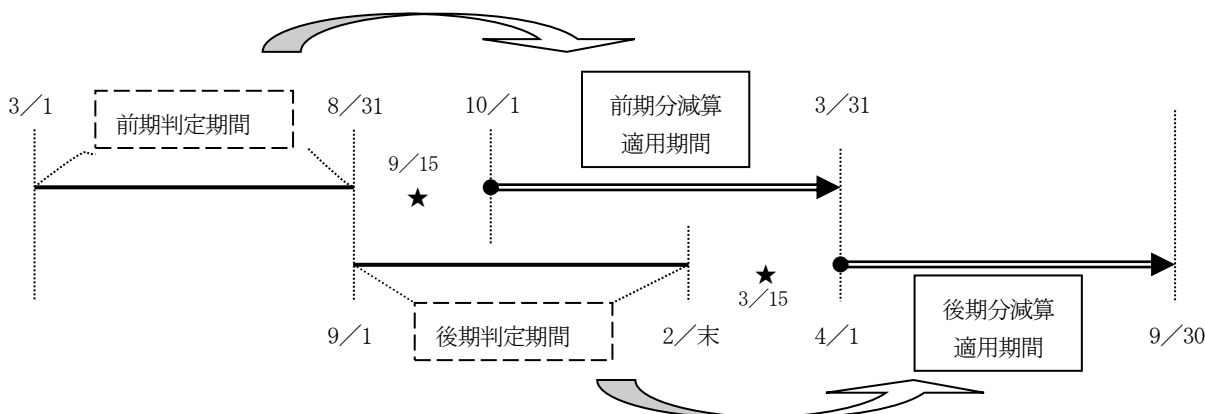 3/1
前期判定期間
8/31
10/1
前期分減算
適用期間
3/31
9/15
★
★
3/15
9/1
後期判定期間
2/末
4/1
後期分減算
適用期間
9/30